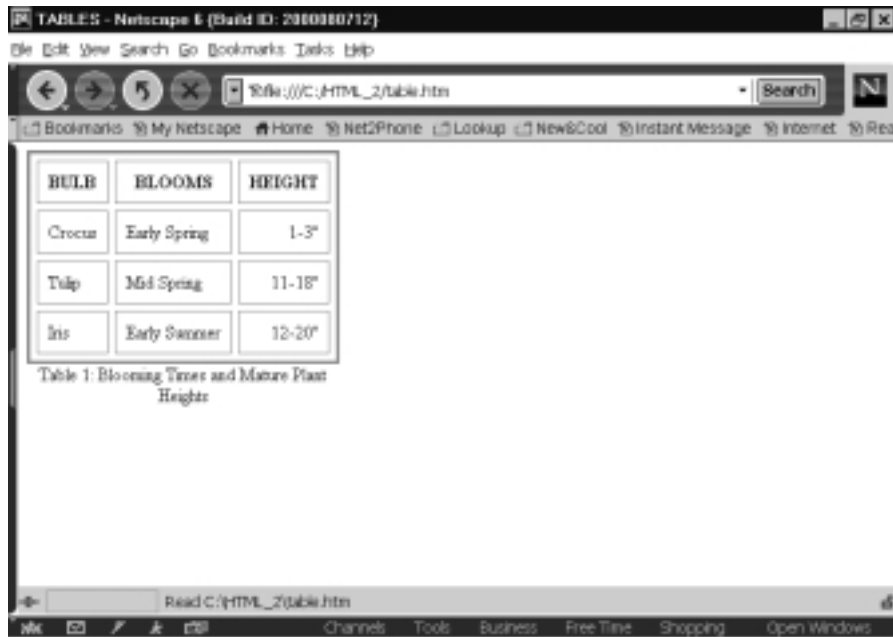 TABLES - Netscape 6 {Build ID: 2000080712}
File Edit View Search Go Bookmarks Tasks Help
file:///C:/HTML_2/table.htm Search N
Bookmarks My Netscape Home Net2Phone Lookup New&Cool Instant Message Internet Rea
BULB BLOOMS HEIGHT
Crocus Early Spring 1-3"
Tulip Mid Spring 11-18"
Iris Early Summer 12-20"
Table 1: Blooming Times and Mature Plant
Heights
Read C:\HTML_2\table.htm
Channels Tools Business Free Time Shopping Open Windows